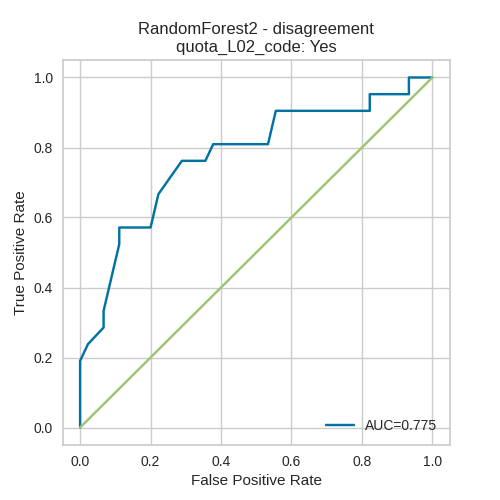 RandomForest2 - disagreement
quota_L02_code: Yes
True Positive Rate
1.0
0.8
0.6
0.4
0.2
0.0
AUC=0.775
0.0 0.2 0.4 0.6 0.8 1.0
False Positive Rate